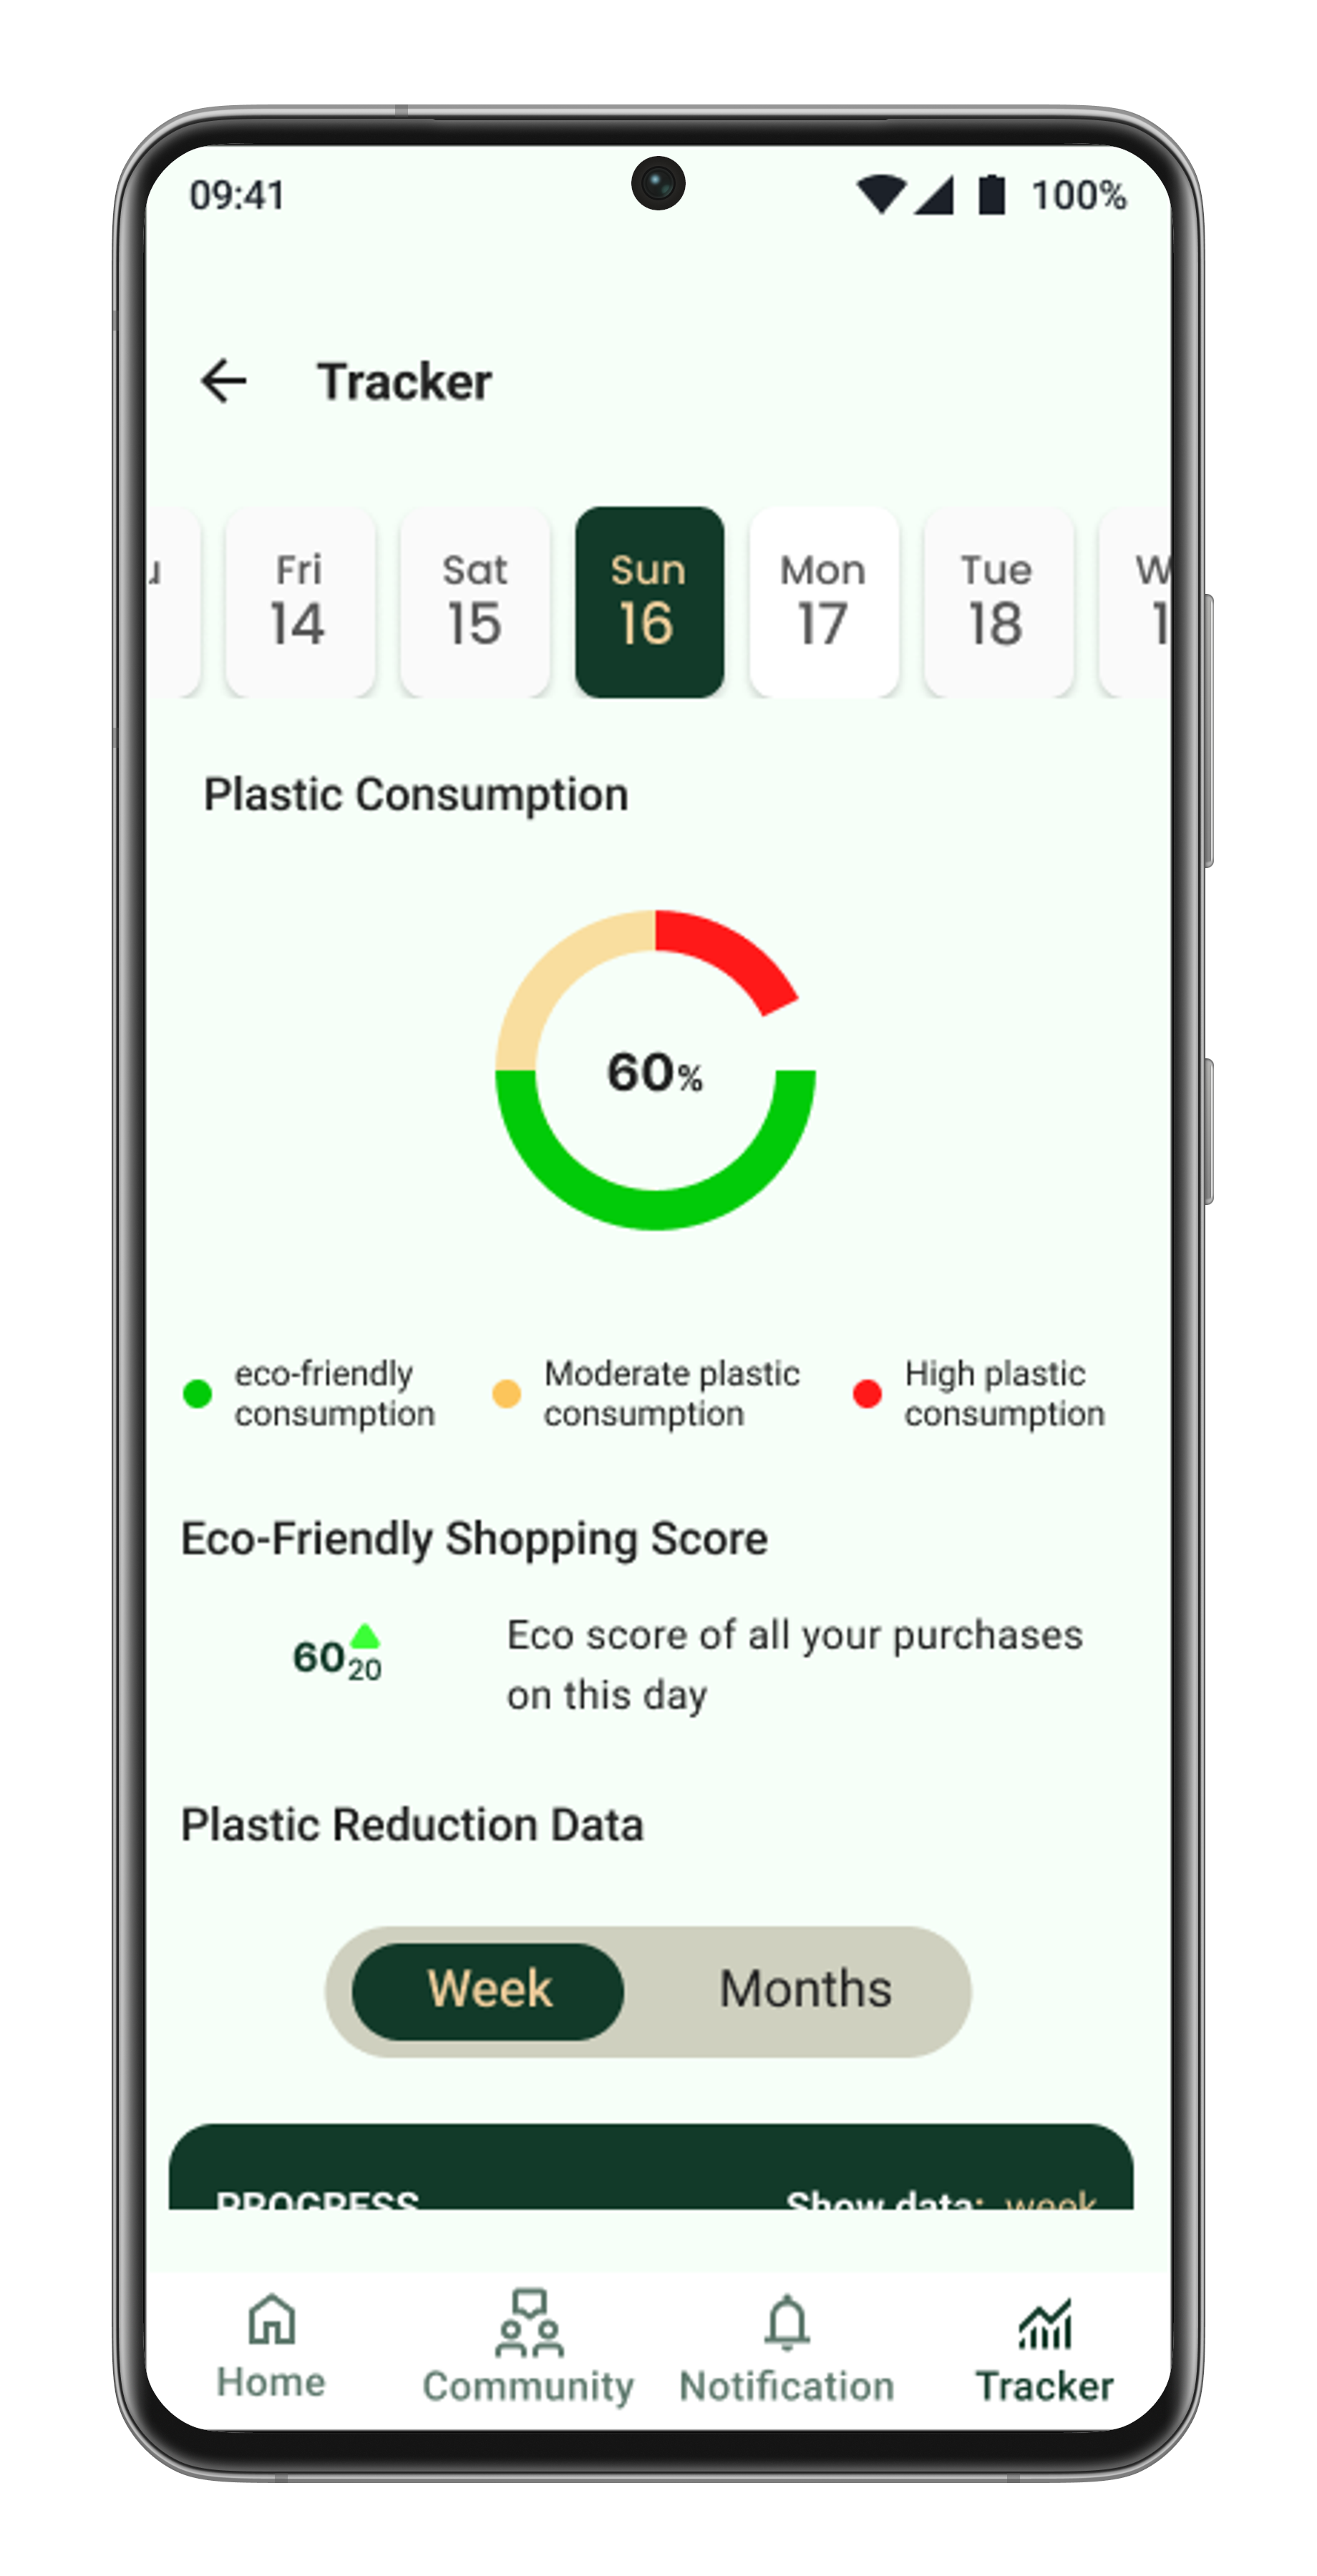 09:41
100%
Tracker
Fri
14
Sat
15
Sun
16
Mon
17
Tue
18
Plastic Consumption
60%
eco-friendly
consumption
Moderate plastic
consumption
High plastic
consumption
Eco-Friendly Shopping Score
60 20
Eco score of all your purchases
on this day
Plastic Reduction Data
Week
Months
PROGRESS
Show data: week
Home
Community
Notification
Tracker